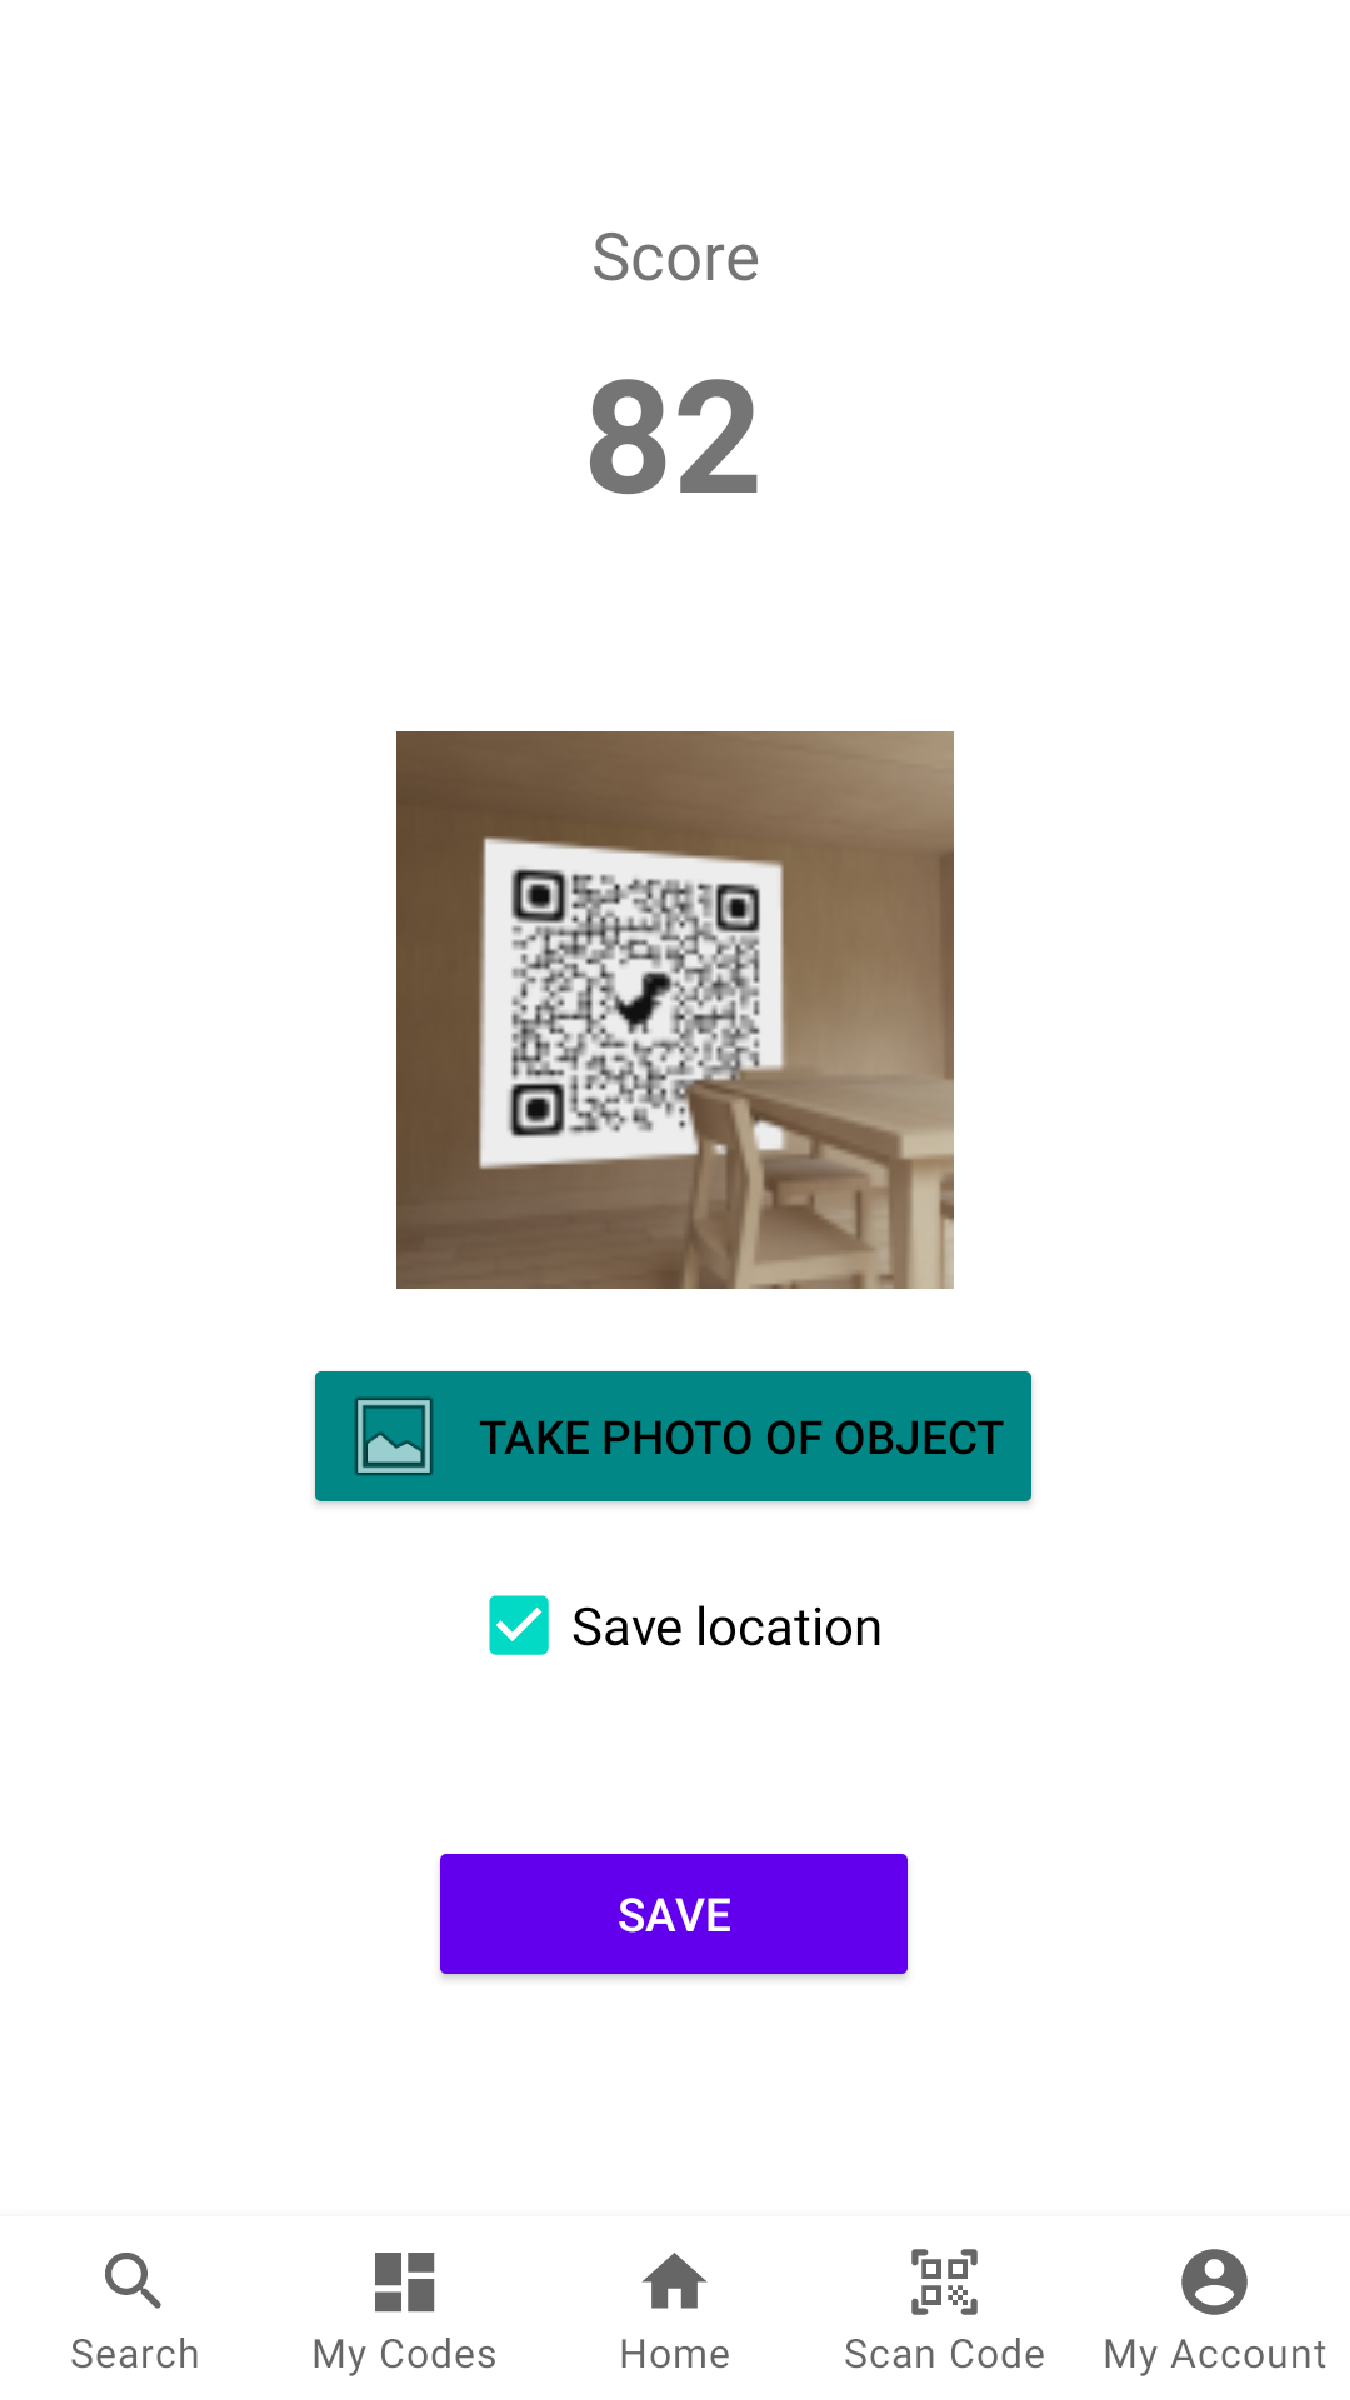 Score
82
TAKE PHOTO OF OBJECT
Save location
SAVE
Search
My Codes
Home
Scan Code
My Account